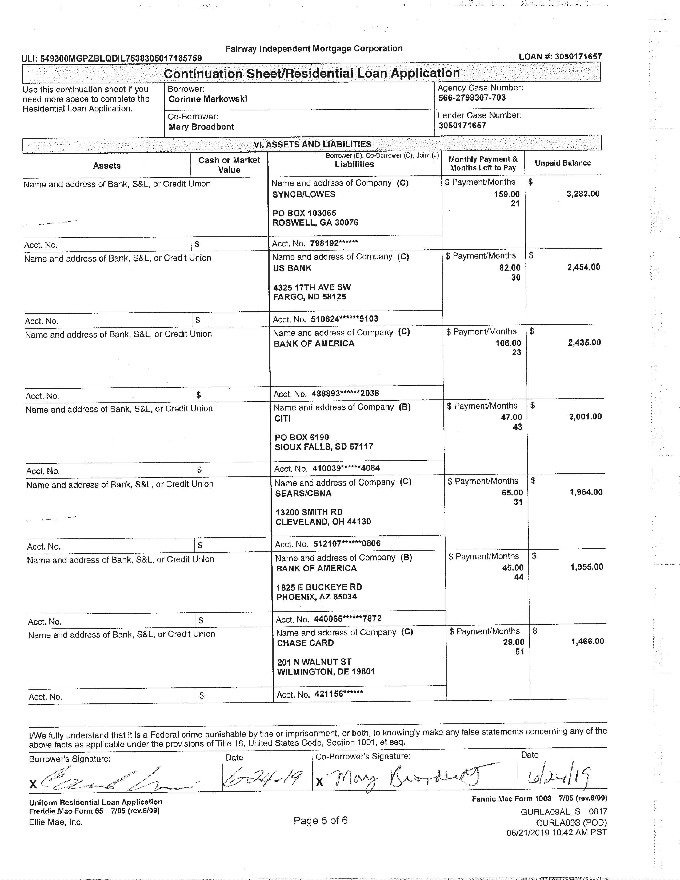 Fairway Independent Mortgage Corporation
ULI: 549300MGPZBLQDIL7538305017165759 LOAN #: 3050171657
Continuation Sheet/Residential Loan Application
Use this continuation sheet if you need more space to complete the Residential Loan Application.
Borrower:
Corinne Markowski
Agency Case Number:
566-2798307-703
Co-Borrower:
Mary Broadbent
Lender Case Number:
3050171657
VI. ASSETS AND LIABILITIES
Assets Cash or Market Value Borrower (B), Co-Borrower (C), Joint (J) Liabilities Monthly Payment & Months Left to Pay Unpaid Balance
Name and address of Bank, S&L, or Credit Union Name and address of Company (C) $ Payment/Months $
SYNCB/LOWES 159.00 3,283.00
21
PO BOX 103065
ROSWELL, GA 30076
Acct. No. $ Acct. No. 798192******
Name and address of Bank, S&L, or Credit Union Name and address of Company (C) $ Payment/Months $
US BANK 82.00 2,454.00
30
4325 17TH AVE SW
FARGO, ND 58125
Acct. No. $ Acct. No. 510824******5103
Name and address of Bank, S&L, or Credit Union Name and address of Company (C) $ Payment/Months $
BANK OF AMERICA 106.00 2,435.00
23
Acct. No. $ Acct. No. 488893******2038
Name and address of Bank, S&L, or Credit Union Name and address of Company (B) $ Payment/Months $
CITI 47.00 2,001.00
43
PO BOX 6190
SIOUX FALLS, SD 57117
Acct. No. $ Acct. No. 410039******4084
Name and address of Bank, S&L, or Credit Union Name and address of Company (C) $ Payment/Months $
SEARS/CBNA 65.00 1,964.00
31
13200 SMITH RD
CLEVELAND, OH 44130
Acct. No. $ Acct. No. 512107******0806
Name and address of Bank, S&L, or Credit Union Name and address of Company (B) $ Payment/Months $
BANK OF AMERICA 45.00 1,955.00
44
1825 E BUCKEYE RD
PHOENIX, AZ 85034
Acct. No. $ Acct. No. 440066******7872
Name and address of Bank, S&L, or Credit Union Name and address of Company (C) $ Payment/Months $
CHASE CARD 29.00 1,466.00
51
201 N WALNUT ST
WILMINGTON, DE 19801
Acct. No. $ Acct. No. 421156******
I/We fully understand that it is a Federal crime punishable by fine or imprisonment, or both, to knowingly make any false statements concerning any of the
above facts as applicable under the provisions of Title 18, United States Code, Section 1001, et seq.
Borrower's Signature: Date Co-Borrower's Signature: Date
X 6-24-19 X Mary Broadbent 6/24/19
Uniform Residential Loan Application
Freddie Mac Form 65 7/05 (rev.6/09)
Fannie Mae Form 1003 7/05 (rev.6/09)
Ellie Mae, Inc.
Page 5 of 6
GURLA09AL_S 0817
GURLA09S (POD)
06/21/2019 10:42 AM PST